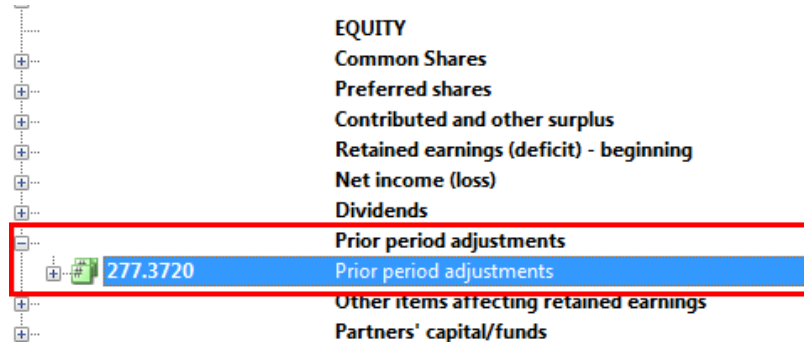 EQUITY
Common Shares
Preferred shares
Contributed and other surplus
Retained earnings (deficit) - beginning
Net income (loss)
Dividends
Prior period adjustments
# 277.3720 Prior period adjustments
Other items affecting retained earnings
Partners' capital/funds